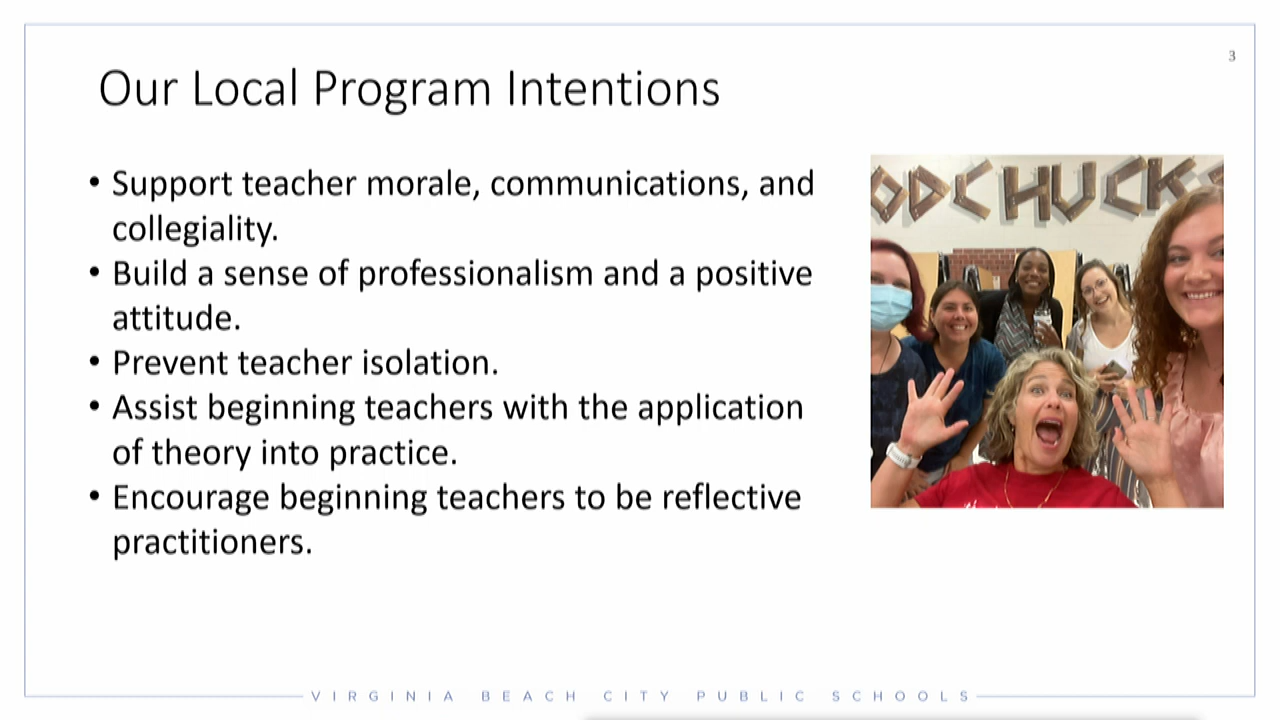 3
Our Local Program Intentions
• Support teacher morale, communications, and
collegiality.
• Build a sense of professionalism and a positive
attitude.
• Prevent teacher isolation.
• Assist beginning teachers with the application
of theory into practice.
• Encourage beginning teachers to be reflective
practitioners.
ODCHUCK
VIRGINIA BEACH CITY PUBLIC SCHOOLS